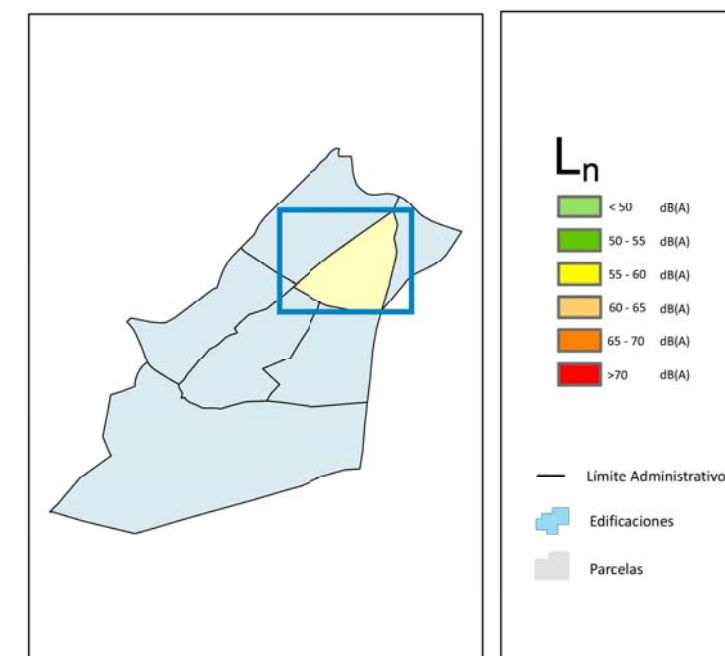 Ln
< 50 dB(A)
50 - 55 dB(A)
55 - 60 dB(A)
60 - 65 dB(A)
65 - 70 dB(A)
>70 dB(A)
Límite Administrativo
Edificaciones
Parcelas